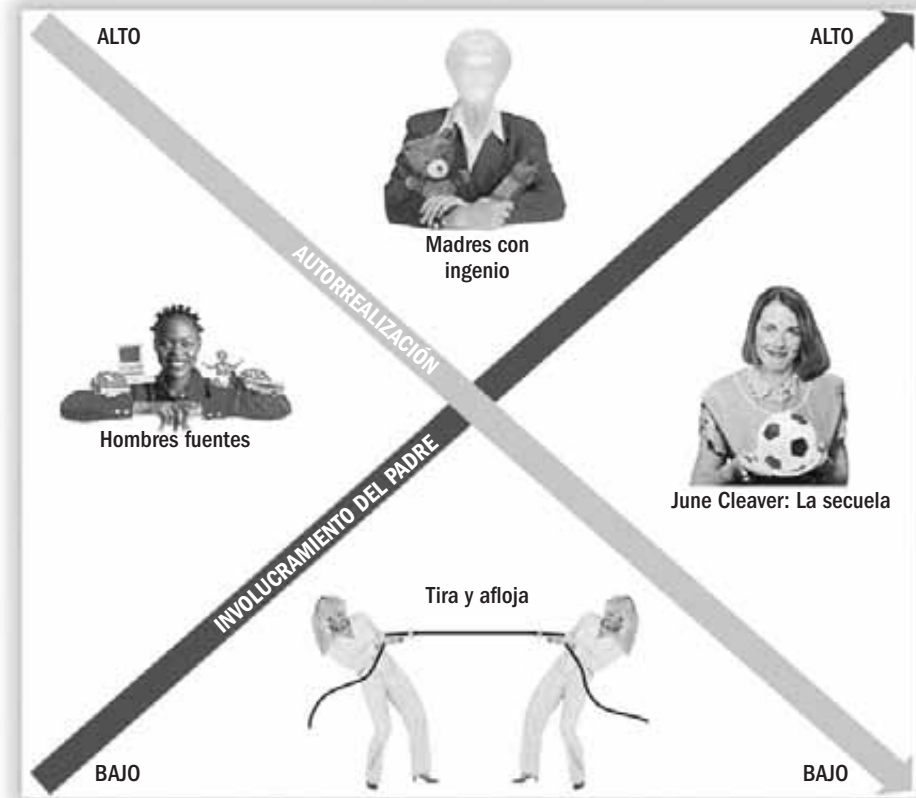 ALTO
ALTO
Madres con
ingenio
AUTORREALIZACIÓN
Hombres fuentes
June Cleaver: La secuela
INVOLUCRAMIENTO DEL PADRE
Tira y afloja
BAJO
BAJO